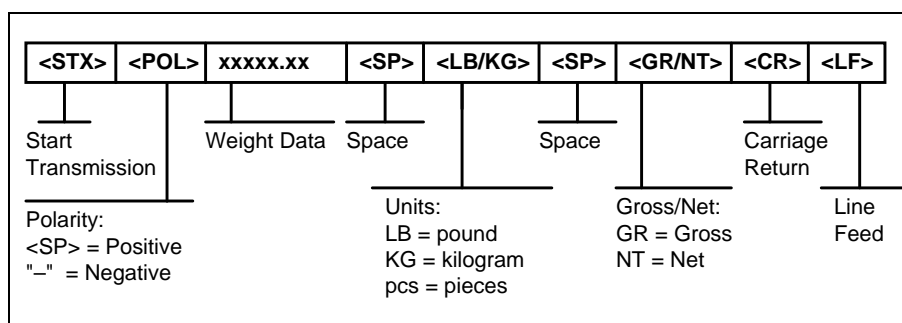 <STX> <POL> xxxxx.xx <SP> <LB/KG> <SP> <GR/NT> <CR> <LF>
Start
Transmission
Weight Data
Space
Space
Carriage
Return
Polarity:
<SP> = Positive
"–" = Negative
Units:
LB = pound
KG = kilogram
pcs = pieces
Gross/Net:
GR = Gross
NT = Net
Line
Feed